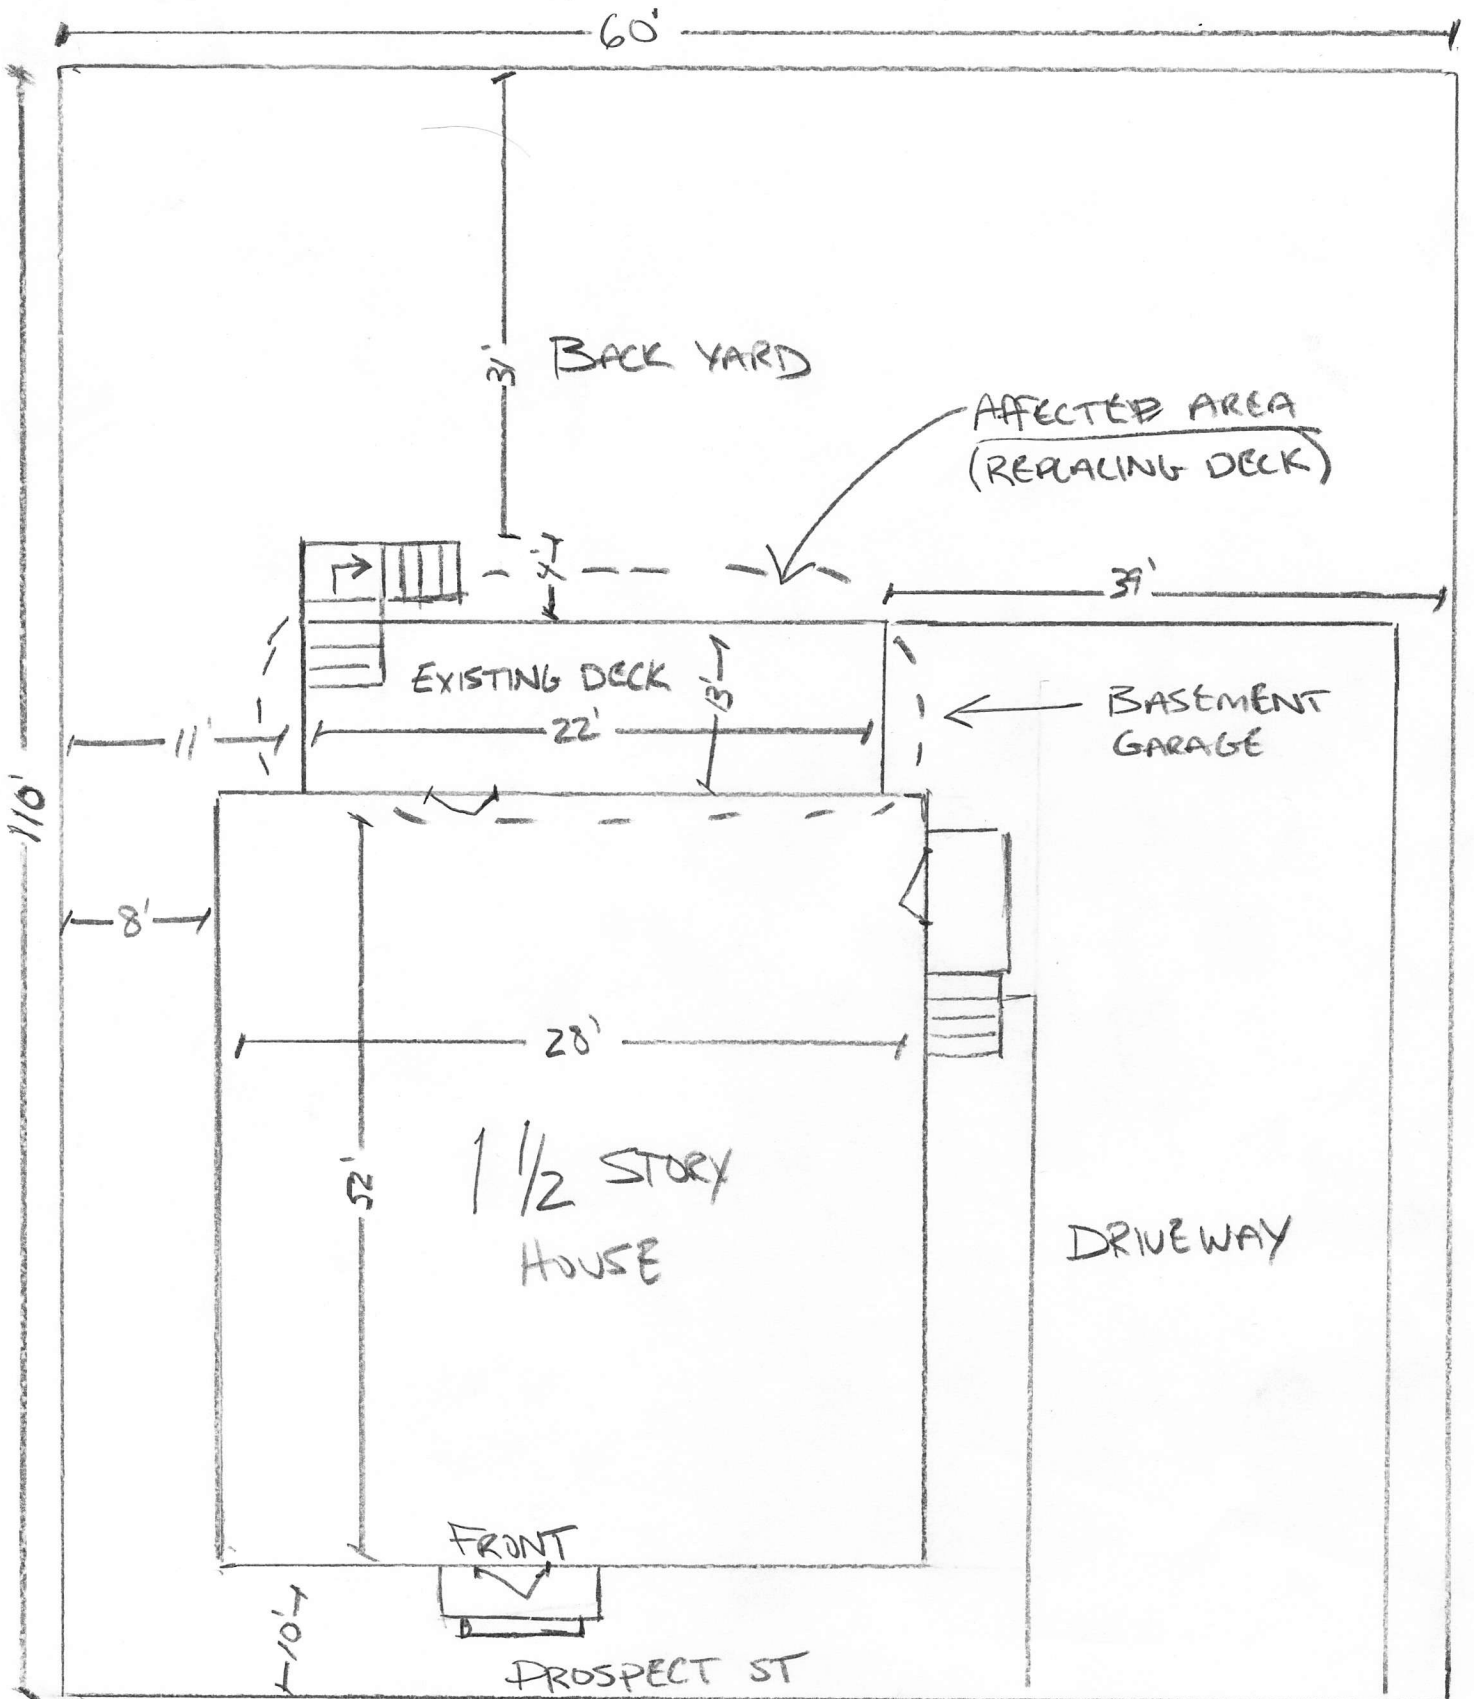 60'
110'
31'
BACK YARD
AFFECTED AREA
(REPLACING DECK)
4'
39'
EXISTING DECK
13'
11'
22'
BASEMENT
GARAGE
8'
28'
52'
1 1/2 STORY
HOUSE
DRIVEWAY
FRONT
10'
PROSPECT ST